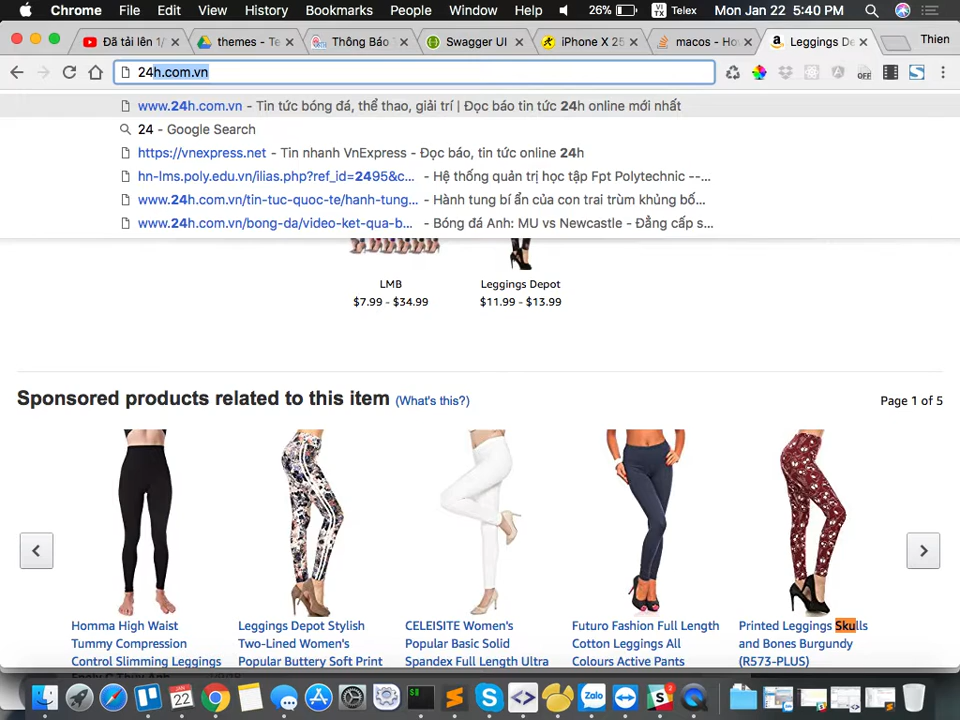 Chrome File Edit View History Bookmarks People Window Help 26% VI TX Telex Mon Jan 22 5:40 PM
Đã tải lên 1/ themes - Te Thông Báo T Swagger UI iPhone X 25 macos - Ho Leggings De Thien
24h.com.vn OFF
www.24h.com.vn - Tin tức bóng đá, thể thao, giải trí | Đọc báo tin tức 24h online mới nhất
24 - Google Search
https://vnexpress.net - Tin nhanh VnExpress - Đọc báo, tin tức online 24h
hn-lms.poly.edu.vn/ilias.php?ref_id=2495&c... - Hệ thống quản trị học tập Fpt Polytechnic --...
www.24h.com.vn/tin-tuc-quoc-te/hanh-tung... - Hành tung bí ẩn của con trai trùm khủng bố...
www.24h.com.vn/bong-da/video-ket-qua-b... - Bóng đá Anh: MU vs Newcastle - Đẳng cấp s...
LMB Leggings Depot
$7.99 - $34.99 $11.99 - $13.99
Sponsored products related to this item (What's this?) Page 1 of 5
Homma High Waist Leggings Depot Stylish CELEISITE Women's Futuro Fashion Full Length Printed Leggings Skulls
Tummy Compression Two-Lined Women's Popular Basic Solid Cotton Leggings All and Bones Burgundy
Control Slimming Leggings Popular Buttery Soft Print Spandex Full Length Ultra Colours Active Pants (R573-PLUS)
JAN
22 Zalo